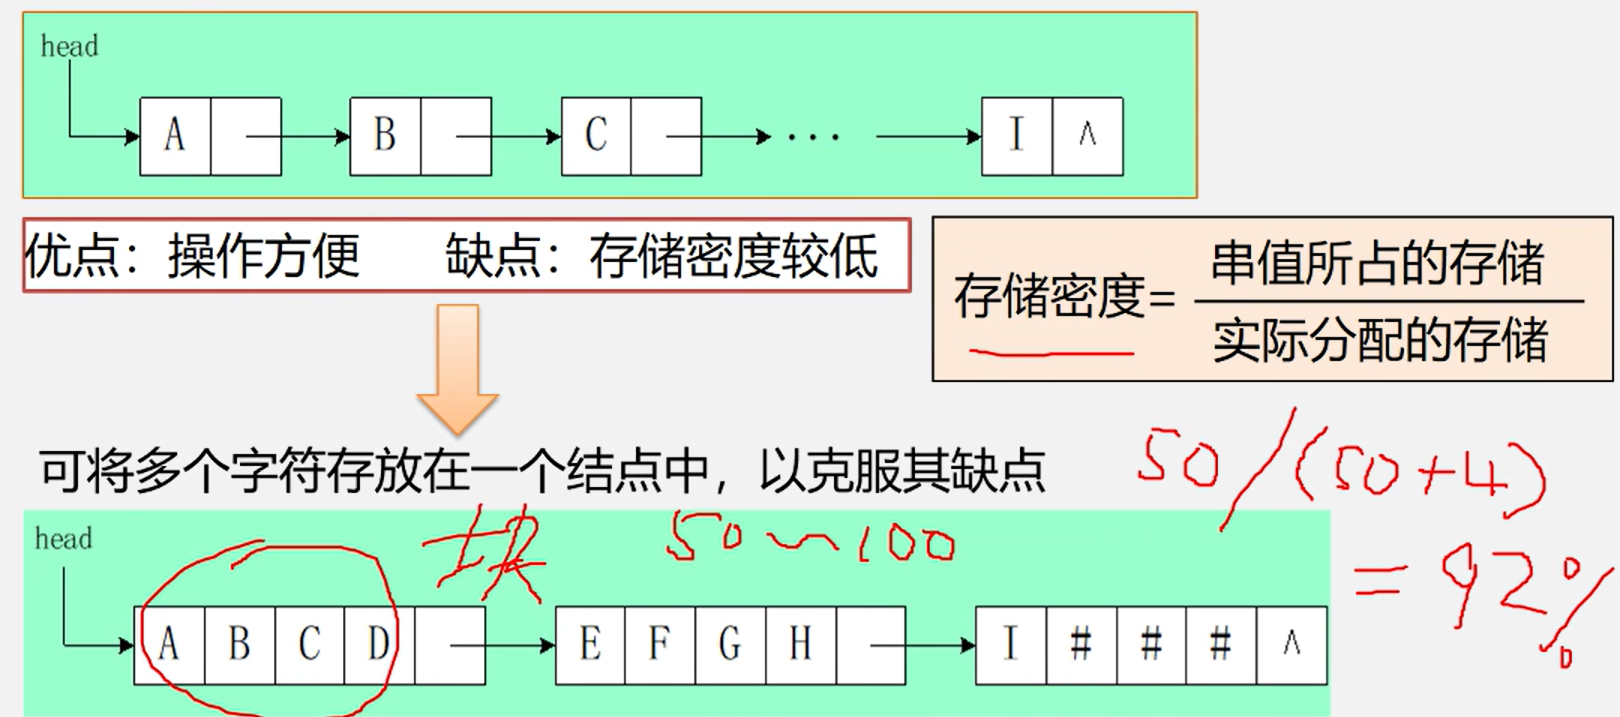 head
A B C ··· I ∧
优点：操作方便 缺点：存储密度较低
存储密度=
串值所占的存储
实际分配的存储
可将多个字符存放在一个结点中，以克服其缺点
50/(50+4)
=92%
块 50~100
head
A B C D E F G H I # # # ∧